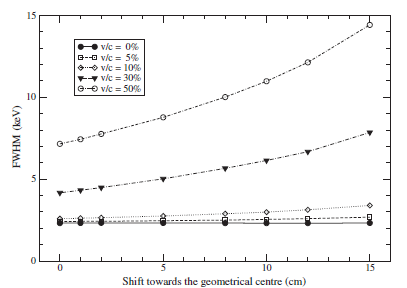 15
v/c = 0%
v/c = 5%
v/c = 10%
v/c = 30%
v/c = 50%
10
FWHM (keV)
5
0
0 5 10 15
Shift towards the geometrical centre (cm)